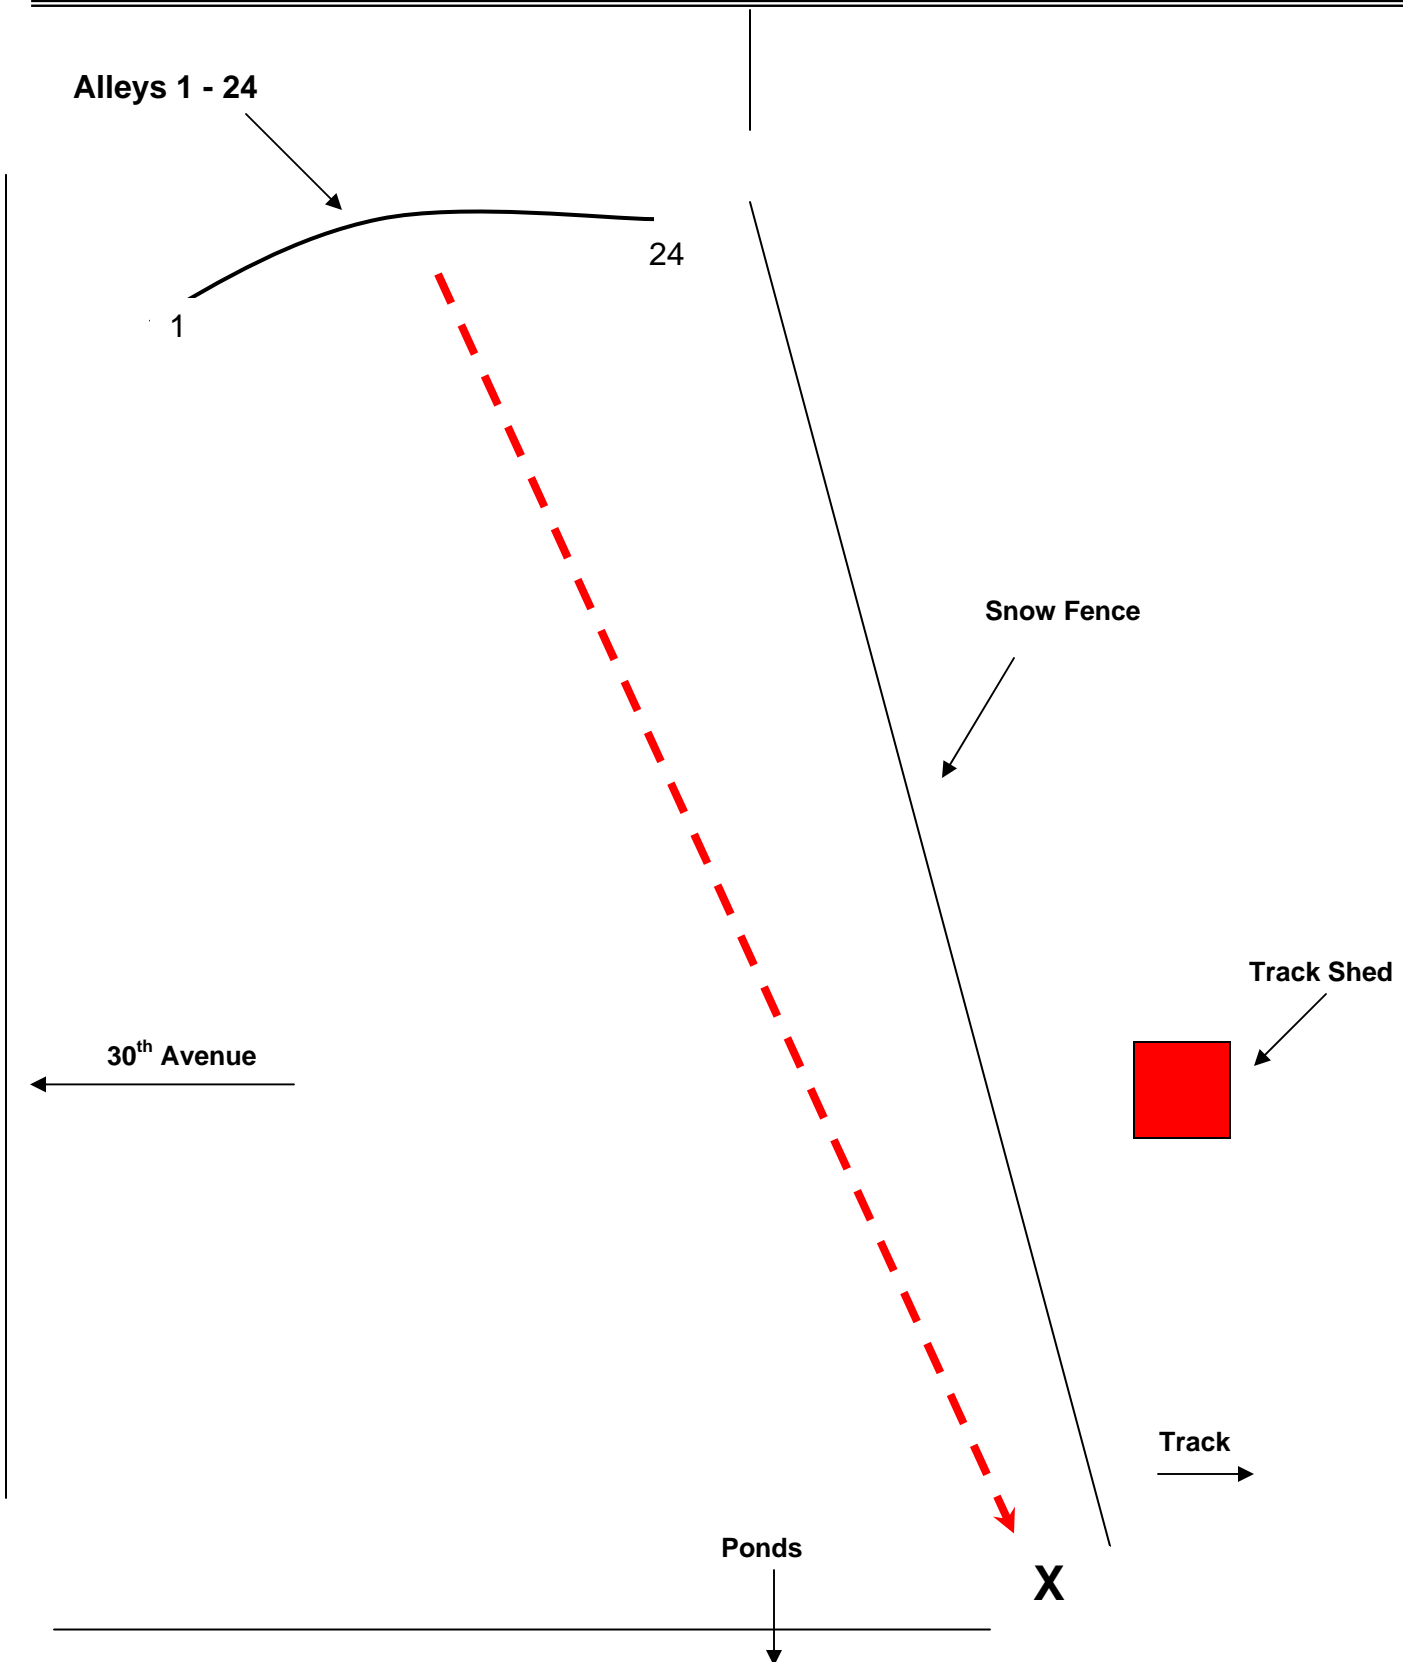 Alleys 1 - 24
24
1
Snow Fence
Track Shed
30th Avenue
Track
Ponds
X